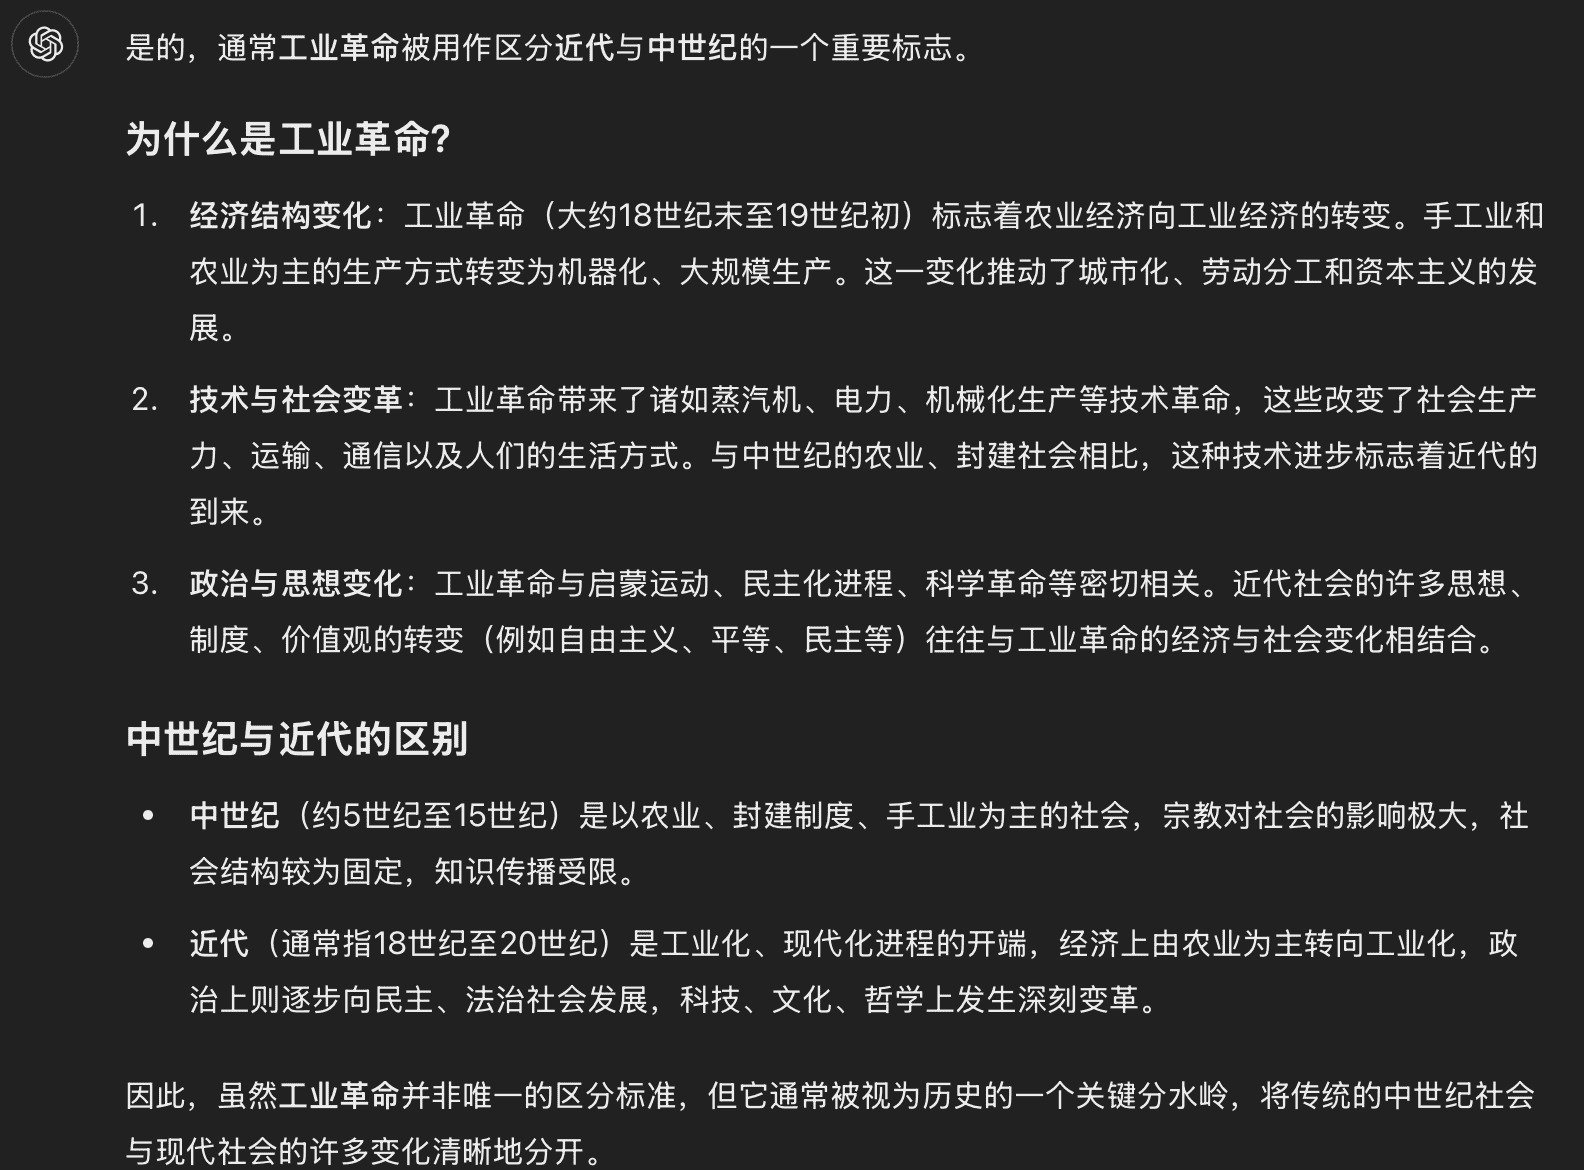 是的，通常工业革命被用作区分近代与中世纪的一个重要标志。
为什么是工业革命?
1. 经济结构变化：工业革命（大约18世纪末至19世纪初）标志着农业经济向工业经济的转变。手工业和
农业为主的生产方式转变为机器化、大规模生产。这一变化推动了城市化、劳动分工和资本主义的发
展。
2. 技术与社会变革：工业革命带来了诸如蒸汽机、电力、机械化生产等技术革命，这些改变了社会生产
力、运输、通信以及人们的生活方式。与中世纪的农业、封建社会相比，这种技术进步标志着近代的
到来。
3. 政治与思想变化：工业革命与启蒙运动、民主化进程、科学革命等密切相关。近代社会的许多思想、
制度、价值观的转变（例如自由主义、平等、民主等）往往与工业革命的经济与社会变化相结合。
中世纪与近代的区别
• 中世纪（约5世纪至15世纪）是以农业、封建制度、手工业为主的社会，宗教对社会的影响极大，社
会结构较为固定，知识传播受限。
• 近代（通常指18世纪至20世纪）是工业化、现代化进程的开端，经济上由农业为主转向工业化，政
治上则逐步向民主、法治社会发展，科技、文化、哲学上发生深刻变革。
因此，虽然工业革命并非唯一的区分标准，但它通常被视为历史的一个关键分水岭，将传统的中世纪社会
与现代社会的许多变化清晰地分开。